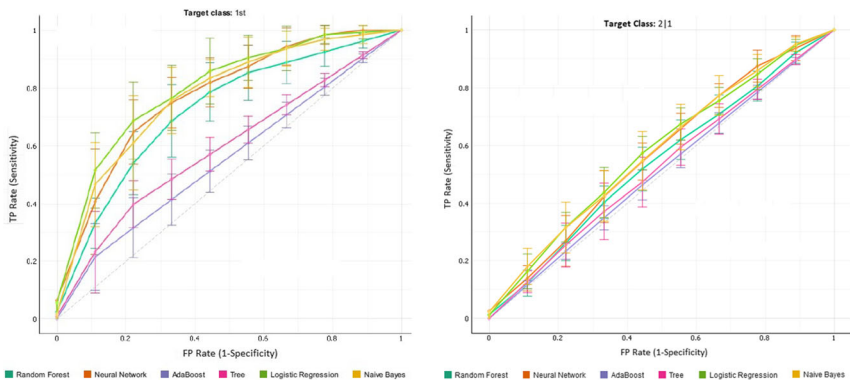 Target class: 1st
TP Rate (Sensitivity)
1
0.8
0.6
0.4
0.2
0
0 0.2 0.4 0.6 0.8 1
FP Rate (1-Specificity)
Random Forest Neural Network AdaBoost Tree Logistic Regression Naive Bayes
Target Class: 2|1
TP Rate (Sensitivity)
1
0.8
0.6
0.4
0.2
0
0 0.2 0.4 0.6 0.8 1
FP Rate (1-Specificity)
Random Forest Neural Network AdaBoost Tree Logistic Regression Naive Bayes